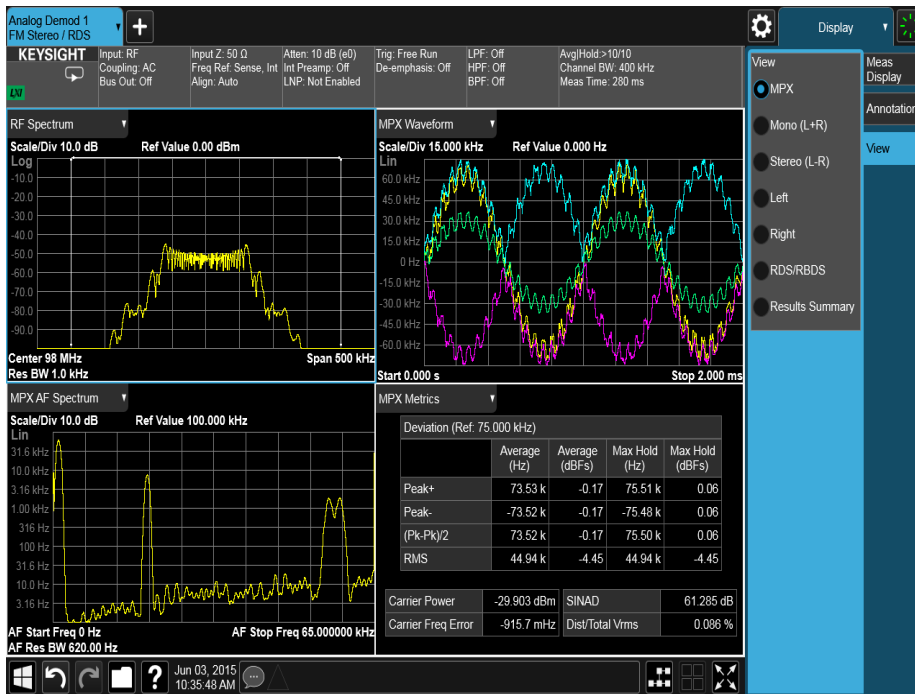 Analog Demod 1
FM Stereo / RDS
+
Display
KEYSIGHT
LXI
Input: RF
Coupling: AC
Bus Out: Off
Input Z: 50 Ω
Freq Ref: Sense, Int
Align: Auto
Atten: 10 dB (e0)
Int Preamp: Off
LNP: Not Enabled
Trig: Free Run
De-emphasis: Off
LPF: Off
HPF: Off
BPF: Off
Avg|Hold:>10/10
Channel BW: 400 kHz
Meas Time: 280 ms
View
MPX
Mono (L+R)
Stereo (L-R)
Left
Right
RDS/RBDS
Results Summary
Meas Display
Annotation
View
RF Spectrum
Scale/Div 10.0 dB Ref Value 0.00 dBm
Log
-10.0
-20.0
-30.0
-40.0
-50.0
-60.0
-70.0
-80.0
-90.0
Center 98 MHz Span 500 kHz
Res BW 1.0 kHz
MPX Waveform
Scale/Div 15.000 kHz Ref Value 0.000 Hz
Lin
60.0 kHz
45.0 kHz
30.0 kHz
15.0 kHz
0 Hz
-15.0 kHz
-30.0 kHz
-45.0 kHz
-60.0 kHz
Start 0.000 s Stop 2.000 ms
MPX AF Spectrum
Scale/Div 10.0 dB Ref Value 100.000 kHz
Lin
31.6 kHz
10.0 kHz
3.16 kHz
1.00 kHz
316 Hz
100 Hz
31.6 Hz
10.0 Hz
3.16 Hz
AF Start Freq 0 Hz AF Stop Freq 65.000000 kHz
AF Res BW 620.00 Hz
MPX Metrics
Deviation (Ref: 75.000 kHz)
Average (Hz) Average (dBFs) Max Hold (Hz) Max Hold (dBFs)
Peak+ 73.53 k -0.17 75.51 k 0.06
Peak- -73.52 k -0.17 -75.48 k 0.06
(Pk-Pk)/2 73.52 k -0.17 75.50 k 0.06
RMS 44.94 k -4.45 44.94 k -4.45
Carrier Power -29.903 dBm SINAD 61.285 dB
Carrier Freq Error -915.7 mHz Dist/Total Vrms 0.086 %
?
Jun 03, 2015
10:35:48 AM